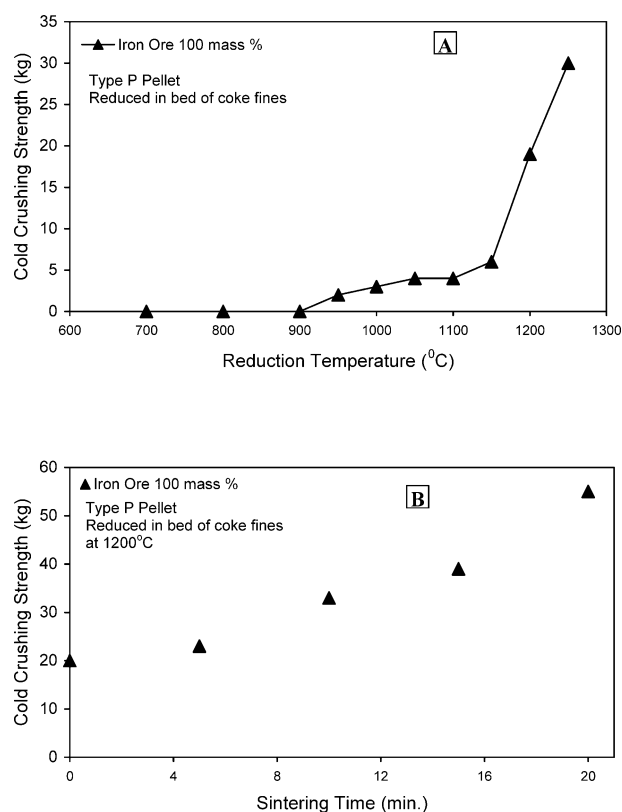 35
30
25
20
15
10
5
0
Cold Crushing Strength (kg)
Iron Ore 100 mass %
Type P Pellet
Reduced in bed of coke fines
A
600 700 800 900 1000 1100 1200 1300
Reduction Temperature (⁰C)
60
50
40
30
20
10
0
Cold Crushing Strength (kg)
Iron Ore 100 mass %
Type P Pellet
Reduced in bed of coke fines
at 1200°C
B
0 4 8 12 16 20
Sintering Time (min.)